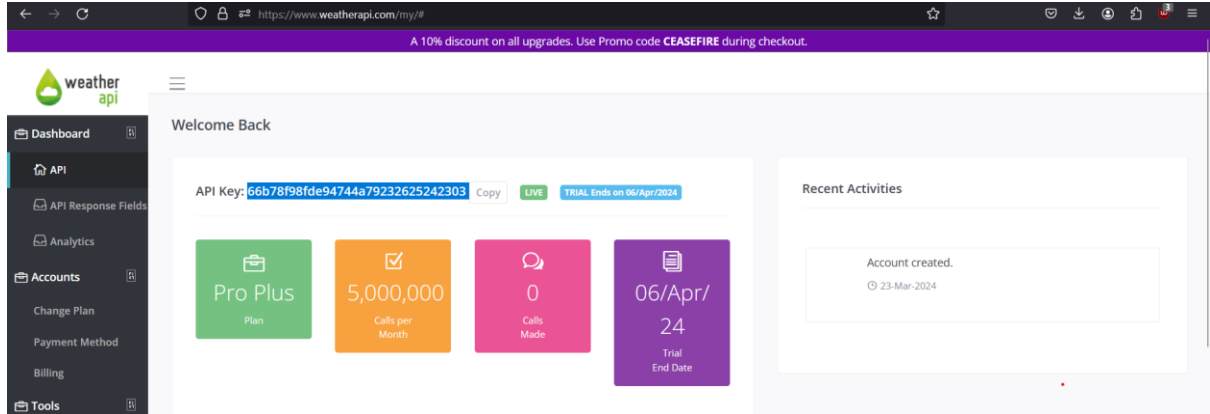 https://www.weatherapi.com/my/#
3
A 10% discount on all upgrades. Use Promo code CEASEFIRE during checkout.
weather
api
Dashboard
API
API Response Fields
Analytics
Accounts
Change Plan
Payment Method
Billing
Tools
Welcome Back
API Key: 66b78f98fde94744a79232625242303 Copy LIVE TRIAL Ends on 06/Apr/2024
Pro Plus
Plan
5,000,000
Calls per
Month
0
Calls
Made
06/Apr/
24
Trial
End Date
Recent Activities
Account created.
23-Mar-2024